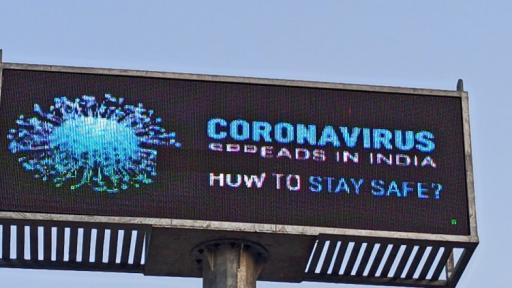 CORONAVIRUS
SPREADS IN INDIA
HOW TO STAY SAFE?